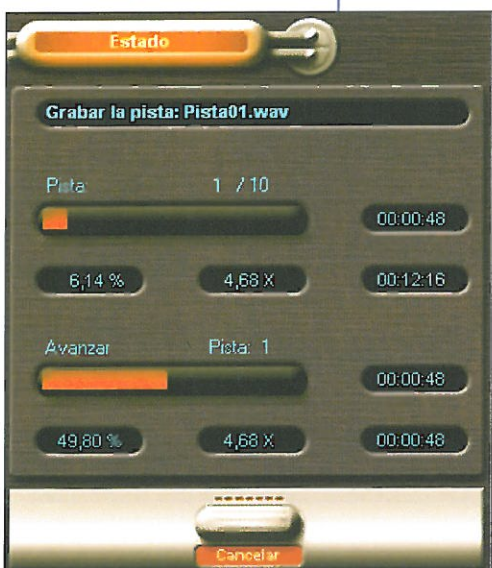 Estado
Grabar la pista: Pista01.wav
Pista: 1 / 10
00:00:48
6,14 % 4,68 X 00:12:16
Avanzar Pista: 1
00:00:48
49,80 % 4,68 X 00:00:48
Cancelar